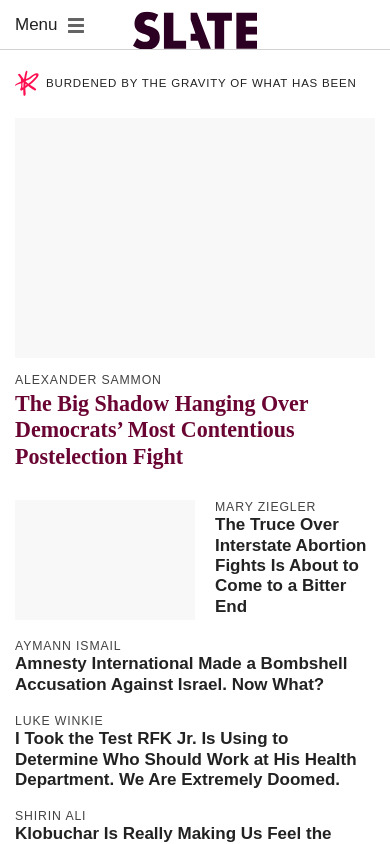 Menu
SLATE
BURDENED BY THE GRAVITY OF WHAT HAS BEEN
ALEXANDER SAMMON
The Big Shadow Hanging Over
Democrats’ Most Contentious
Postelection Fight
MARY ZIEGLER
The Truce Over
Interstate Abortion
Fights Is About to
Come to a Bitter
End
AYMANN ISMAIL
Amnesty International Made a Bombshell
Accusation Against Israel. Now What?
LUKE WINKIE
I Took the Test RFK Jr. Is Using to
Determine Who Should Work at His Health
Department. We Are Extremely Doomed.
SHIRIN ALI
Klobuchar Is Really Making Us Feel the